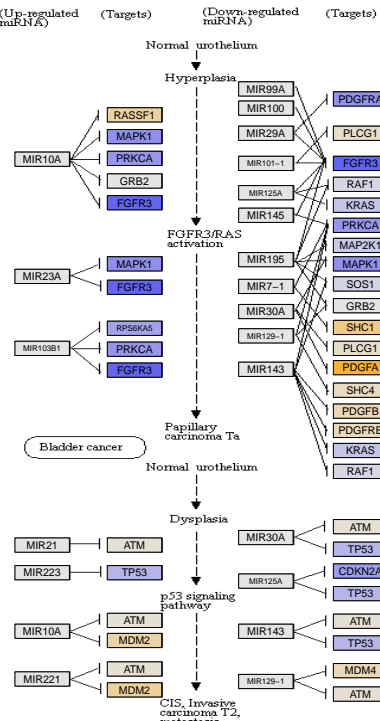 (Up-regulated
miRNA)
(Targets)
(Down-regulated
miRNA)
(Targets)
Normal urothelium
Hyperplasia
MIR10A
RASSF1
MAPK1
PRKCA
GRB2
FGFR3
MIR99A
MIR100
MIR29A
MIR101-1
MIR125A
MIR145
PDGFRA
PLCG1
FGFR3
RAF1
KRAS
PRKCA
FGFR3/RAS
activation
MIR23A
MAPK1
FGFR3
MIR103B1
RPS6KA5
PRKCA
FGFR3
MIR195
MIR7-1
MIR30A
MIR129-1
MIR143
MAP2K1
MAPK1
SOS1
GRB2
SHC1
PLCG1
PDGFA
SHC4
PDGFB
PDGFRB
KRAS
RAF1
Papillary
carcinoma Ta
Bladder cancer
Normal urothelium
Dysplasia
MIR21
ATM
MIR223
TP53
MIR30A
ATM
TP53
MIR125A
CDKN2A
TP53
p53 signaling
pathway
MIR10A
ATM
MDM2
MIR143
ATM
TP53
MIR221
ATM
MDM2
MIR129-1
MDM4
ATM
CIS, Invasive
carcinoma T2,